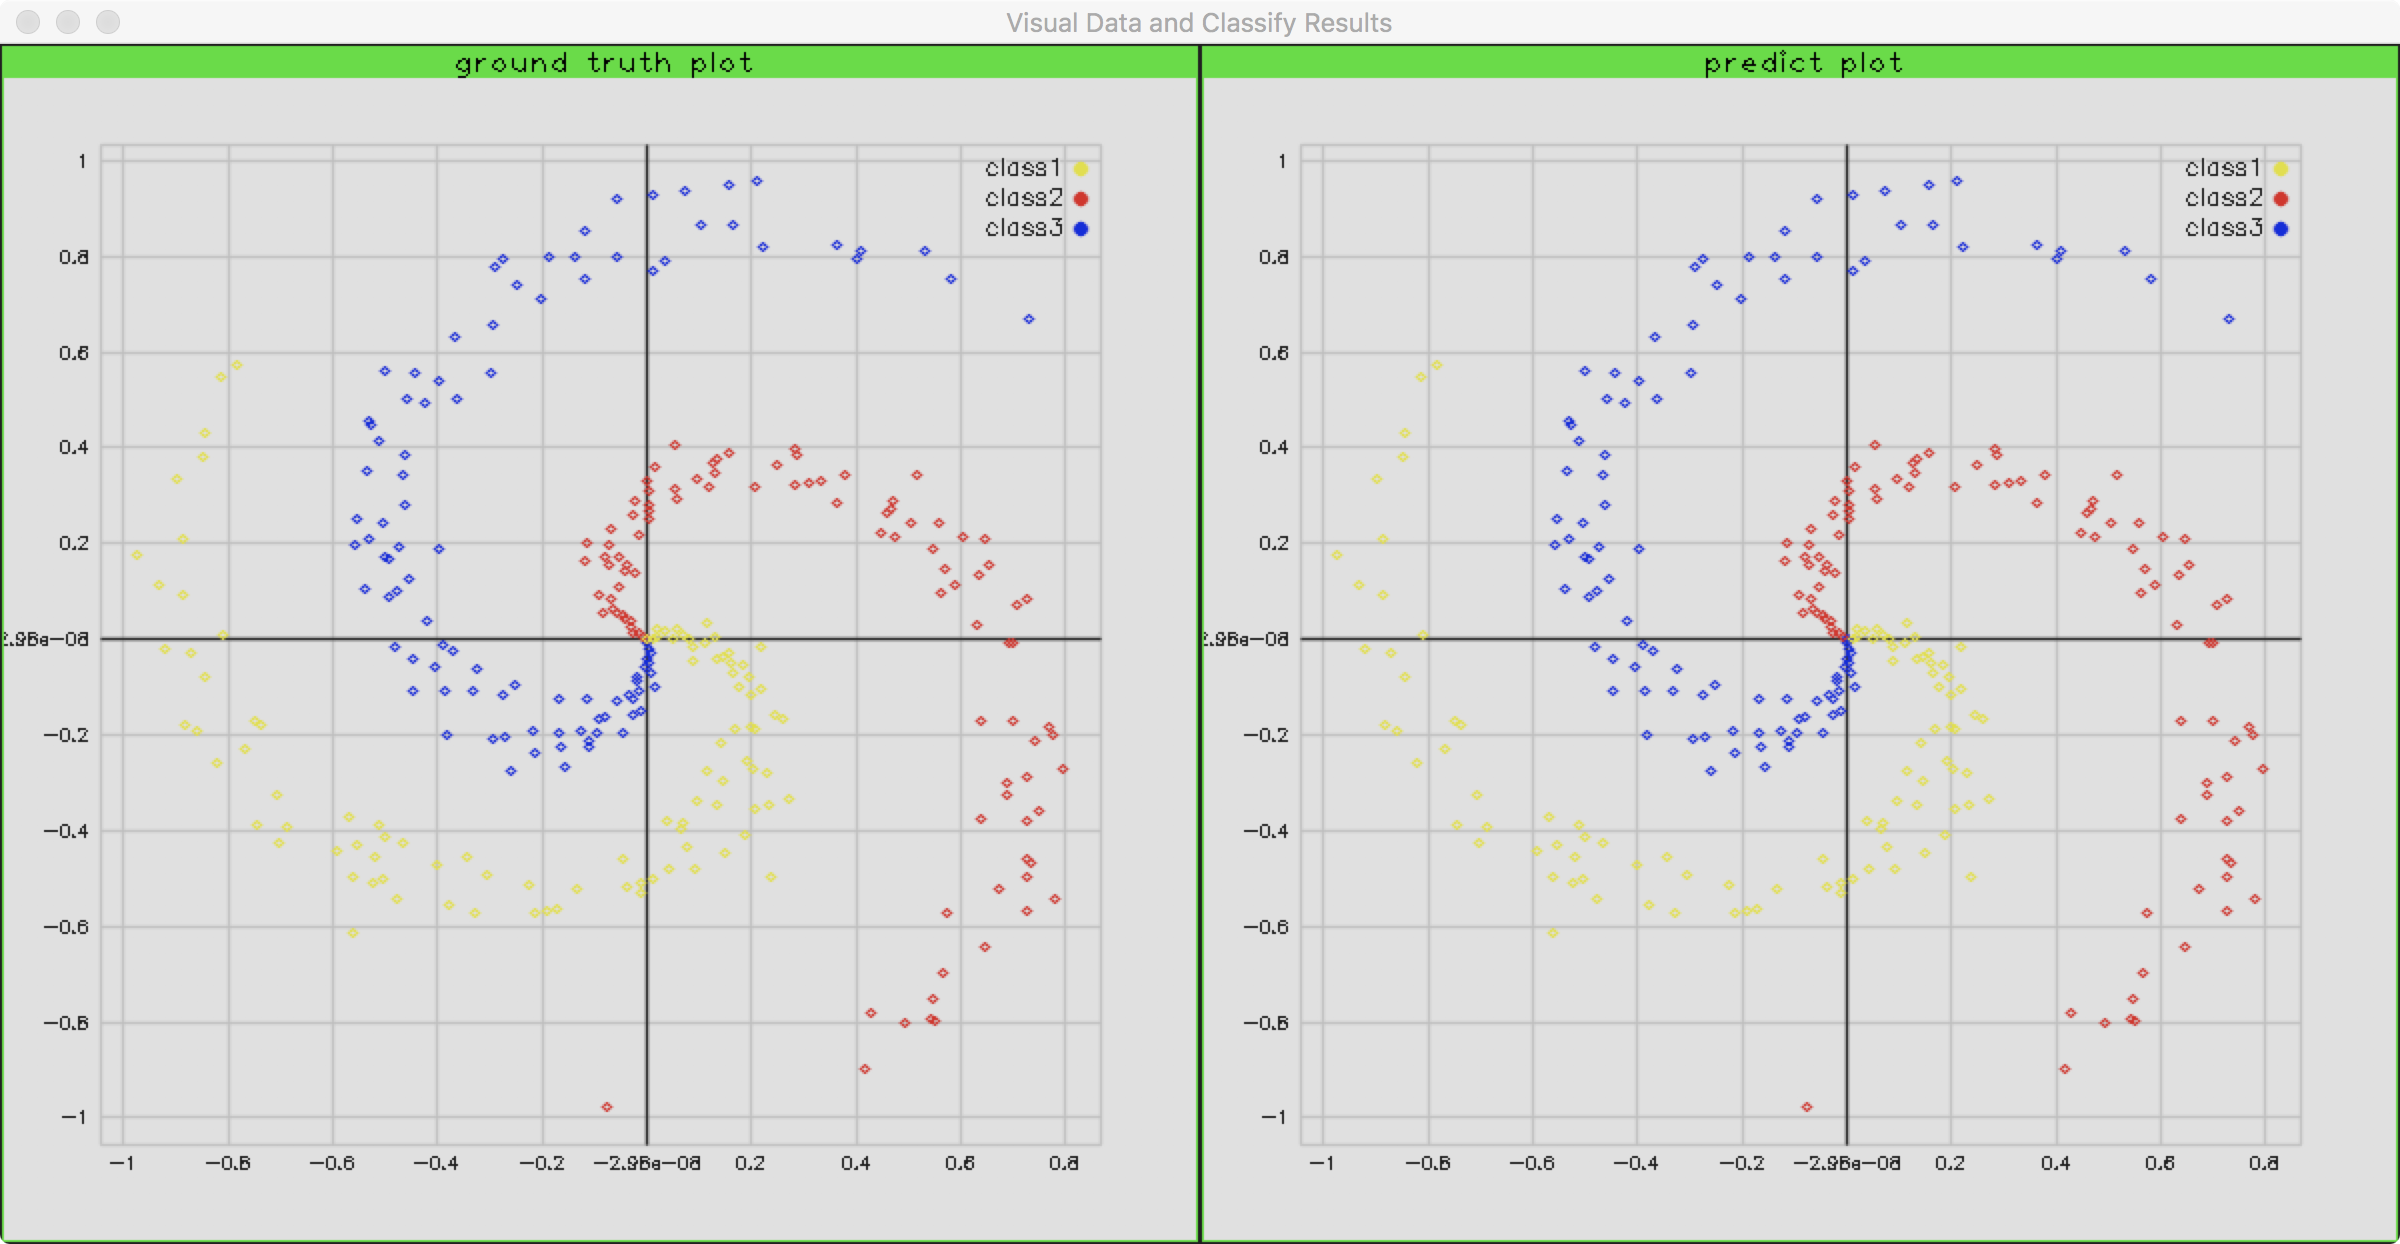 Visual Data and Classify Results
ground truth plot
class1
class2
class3
1
0.8
0.6
0.4
0.2
−0.2
−0.4
−0.6
−0.8
−1
−1 −0.8 −0.6 −0.4 −0.2 −2.98e−08 0.2 0.4 0.6 0.8
predict plot
class1
class2
class3
1
0.8
0.6
0.4
0.2
−0.2
−0.4
−0.6
−0.8
−1
−1 −0.8 −0.6 −0.4 −0.2 −2.98e−08 0.2 0.4 0.6 0.8